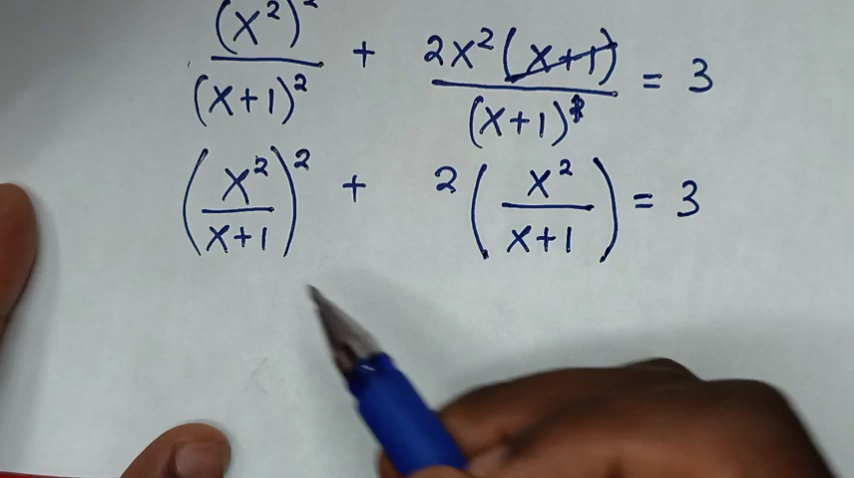 (x²)²/(x+1)² + 2x²(x+1)/(x+1)² = 3
(x²/x+1)² + 2(x²/x+1) = 3